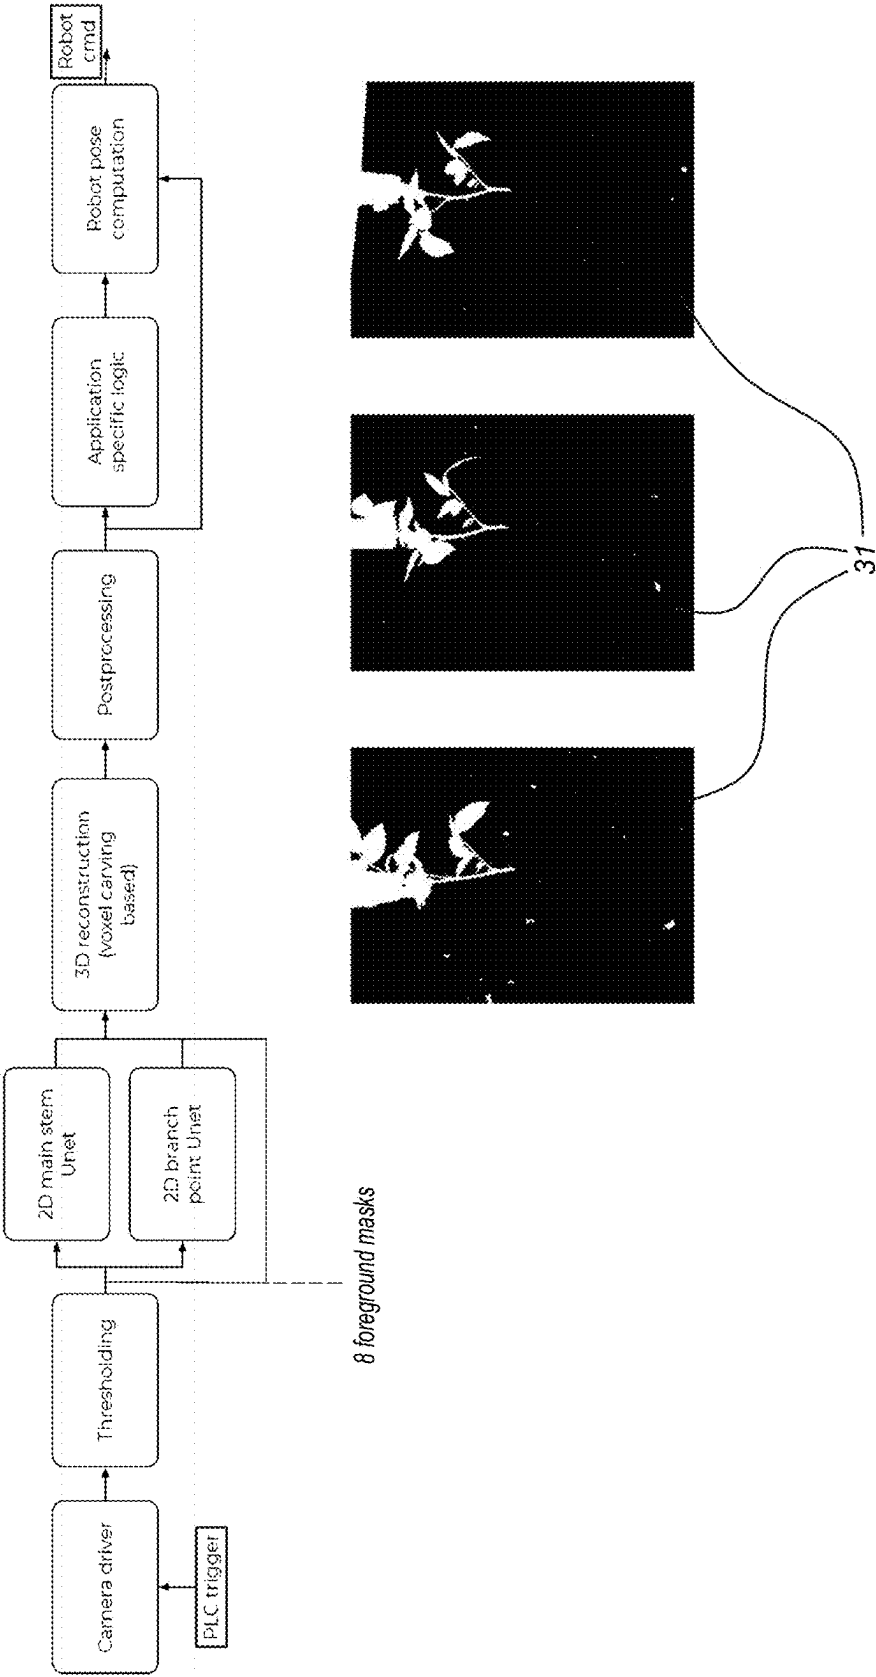 Camera driver
PLC trigger
Thresholding
8 foreground masks
2D main stem
Unet
2D branch
point Unet
3D reconstruction
(voxel carving
based)
Postprocessing
Application
specific logic
Robot pose
computation
Robot
cmd
31